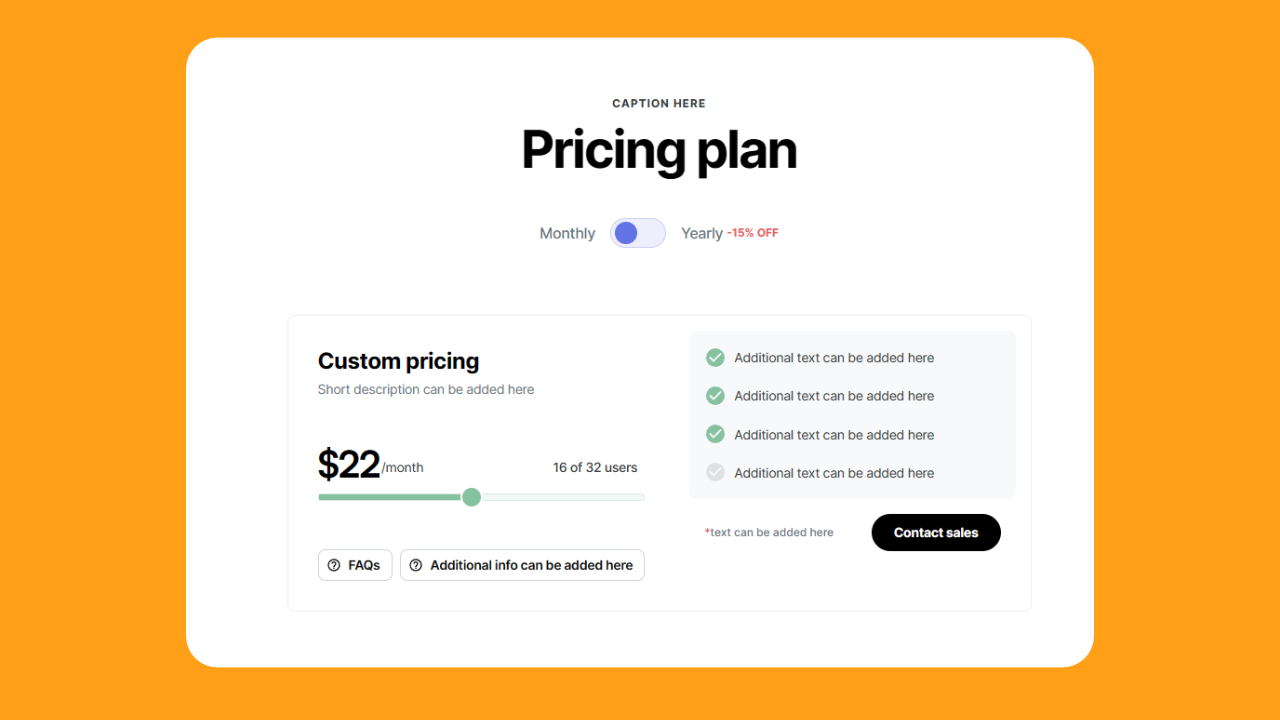 CAPTION HERE
Pricing plan
Monthly Yearly -15% OFF
Custom pricing
Short description can be added here
$22/month 16 of 32 users
FAQs Additional info can be added here
Additional text can be added here
Additional text can be added here
Additional text can be added here
Additional text can be added here
*text can be added here Contact sales